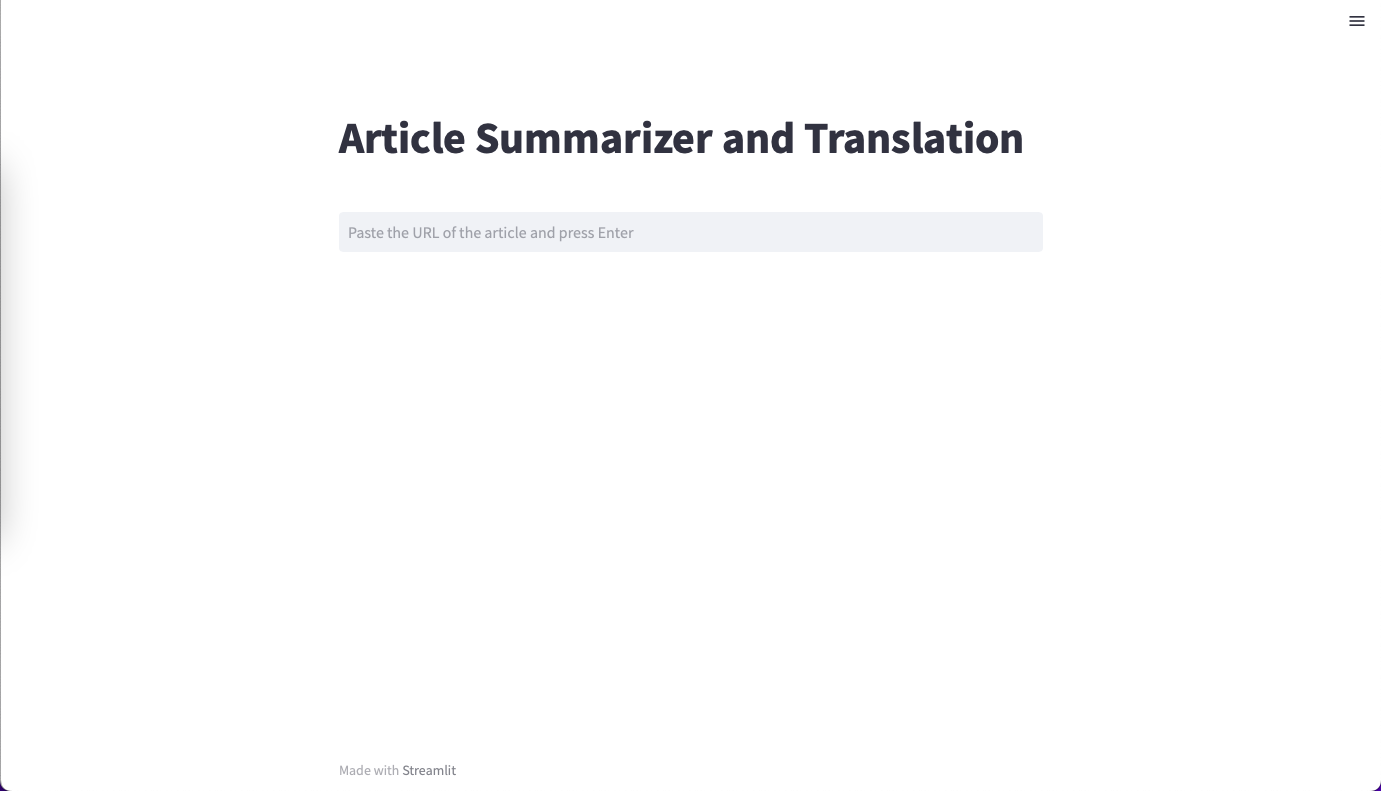 Article Summarizer and Translation
Paste the URL of the article and press Enter
Made with Streamlit